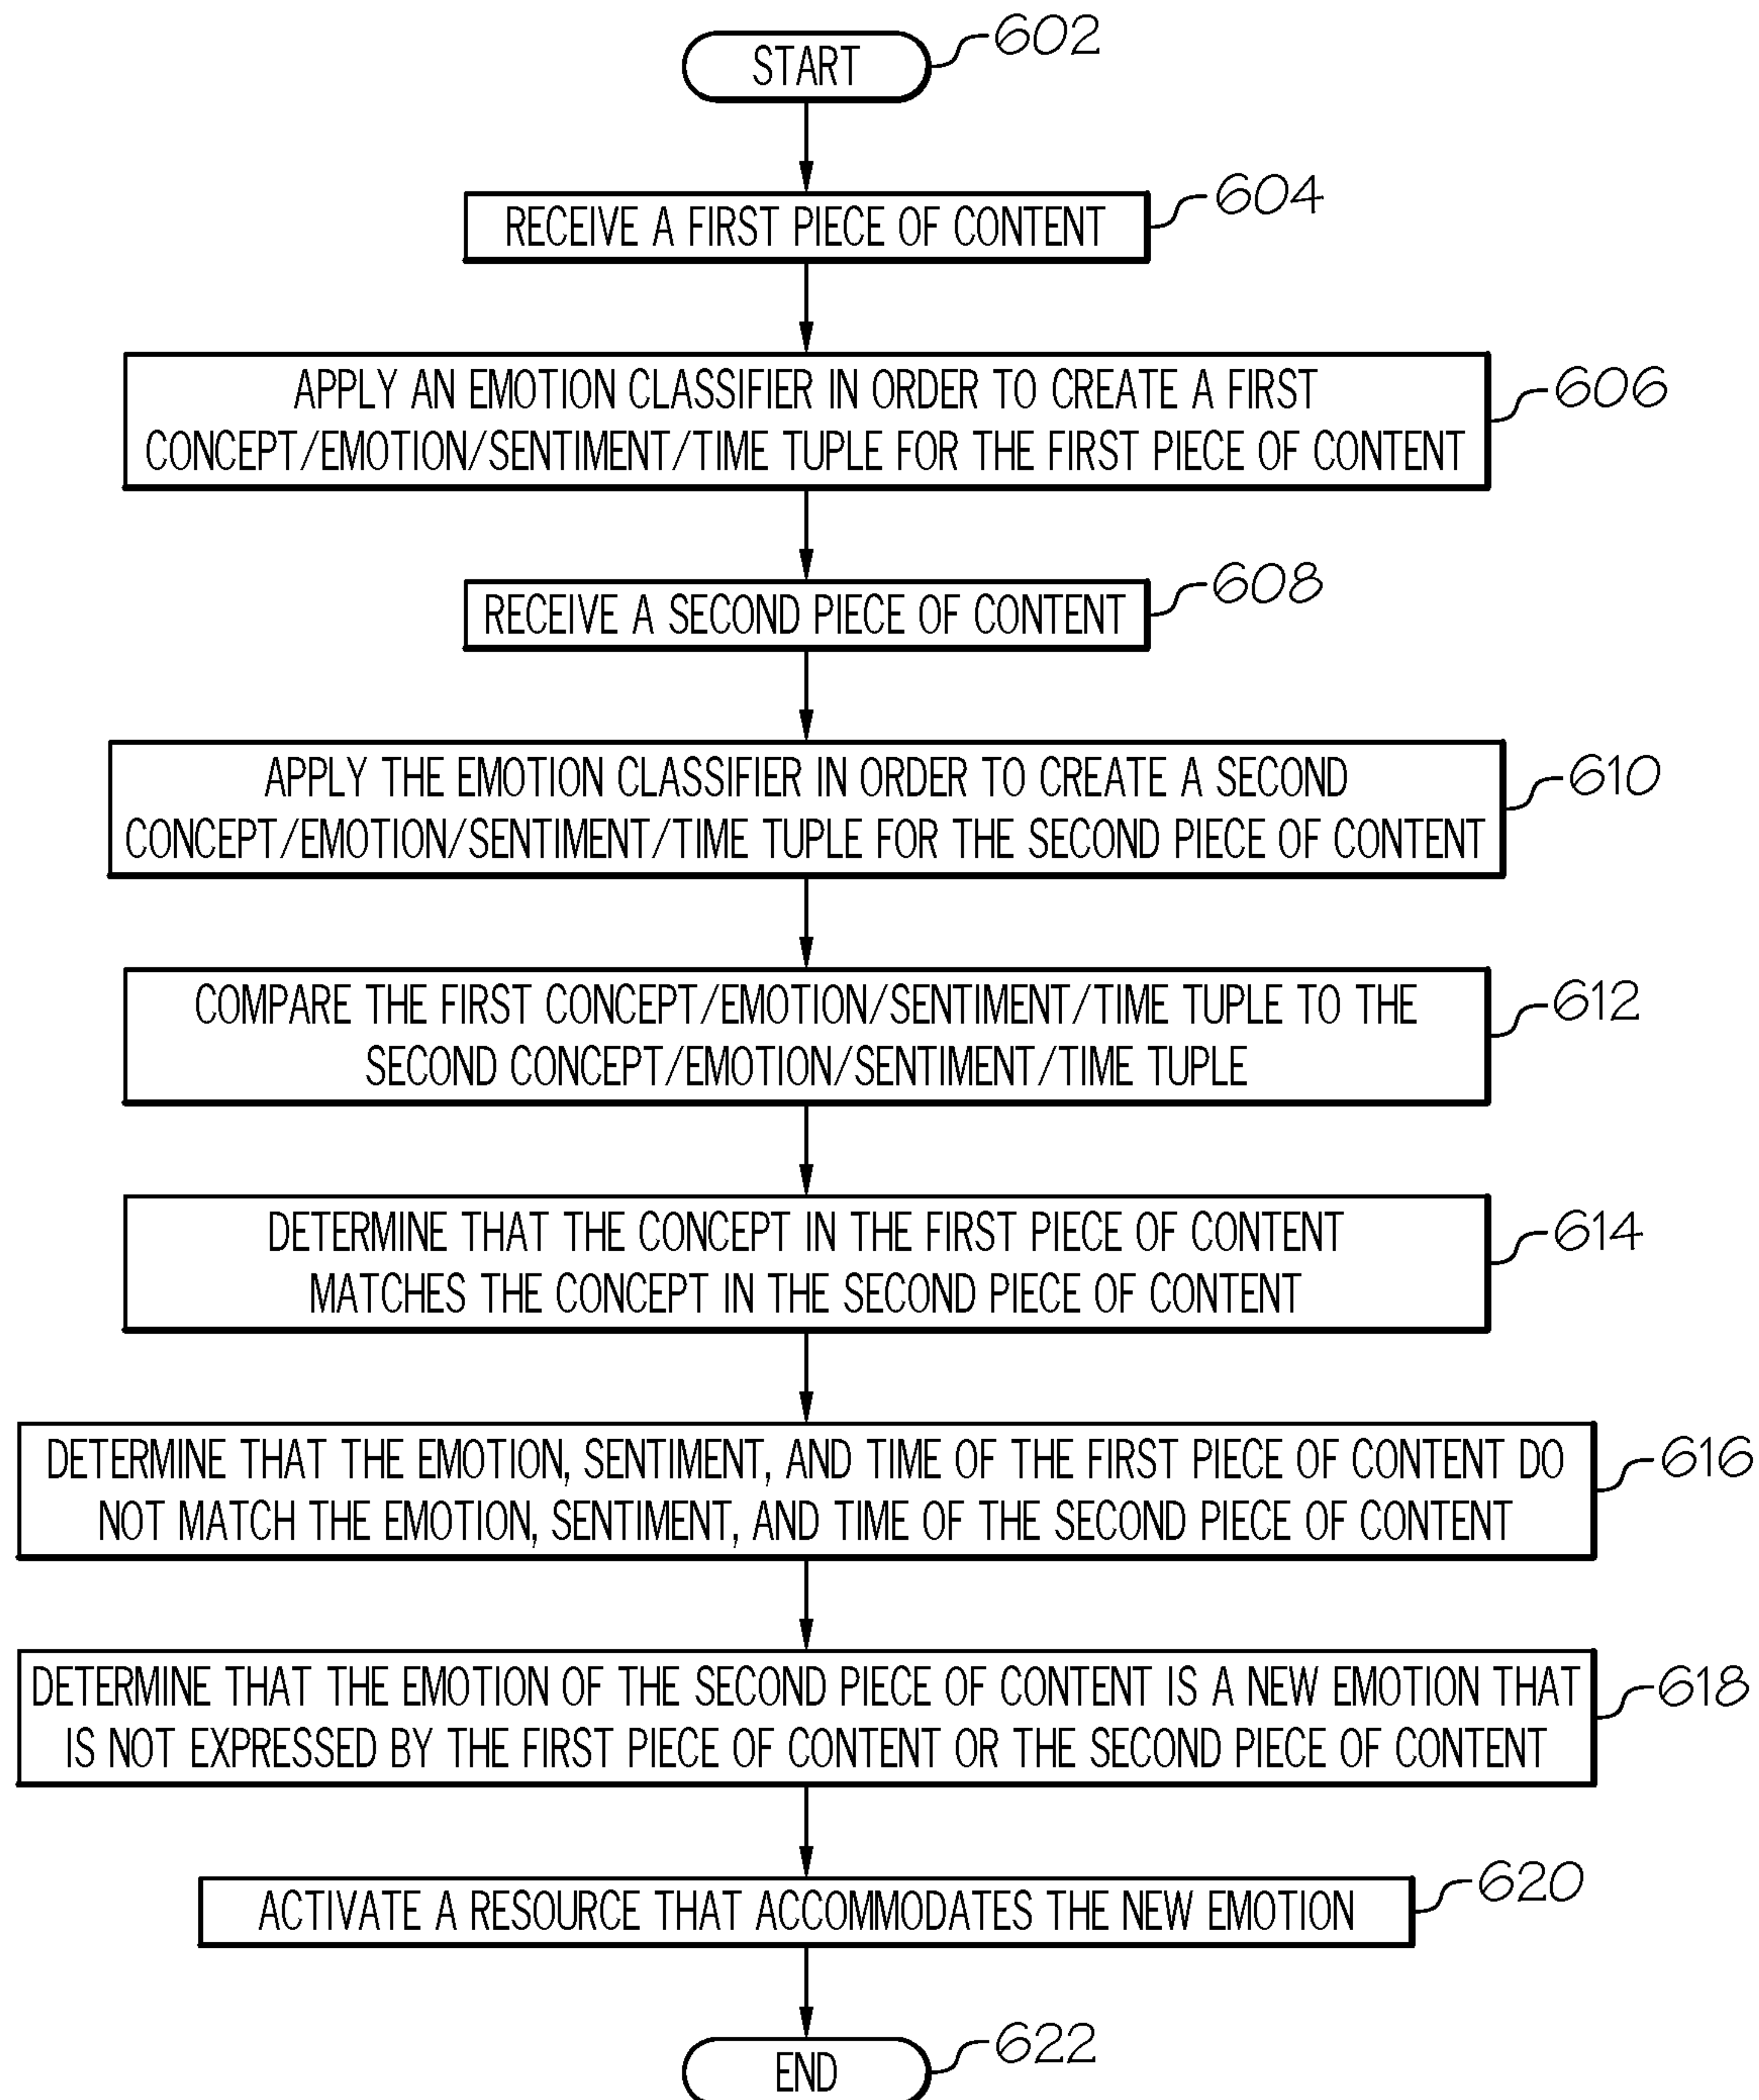 START
602
RECEIVE A FIRST PIECE OF CONTENT
604
APPLY AN EMOTION CLASSIFIER IN ORDER TO CREATE A FIRST
CONCEPT/EMOTION/SENTIMENT/TIME TUPLE FOR THE FIRST PIECE OF CONTENT
606
RECEIVE A SECOND PIECE OF CONTENT
608
APPLY THE EMOTION CLASSIFIER IN ORDER TO CREATE A SECOND
CONCEPT/EMOTION/SENTIMENT/TIME TUPLE FOR THE SECOND PIECE OF CONTENT
610
COMPARE THE FIRST CONCEPT/EMOTION/SENTIMENT/TIME TUPLE TO THE
SECOND CONCEPT/EMOTION/SENTIMENT/TIME TUPLE
612
DETERMINE THAT THE CONCEPT IN THE FIRST PIECE OF CONTENT
MATCHES THE CONCEPT IN THE SECOND PIECE OF CONTENT
614
DETERMINE THAT THE EMOTION, SENTIMENT, AND TIME OF THE FIRST PIECE OF CONTENT DO
NOT MATCH THE EMOTION, SENTIMENT, AND TIME OF THE SECOND PIECE OF CONTENT
616
DETERMINE THAT THE EMOTION OF THE SECOND PIECE OF CONTENT IS A NEW EMOTION THAT
IS NOT EXPRESSED BY THE FIRST PIECE OF CONTENT OR THE SECOND PIECE OF CONTENT
618
ACTIVATE A RESOURCE THAT ACCOMMODATES THE NEW EMOTION
620
END
622